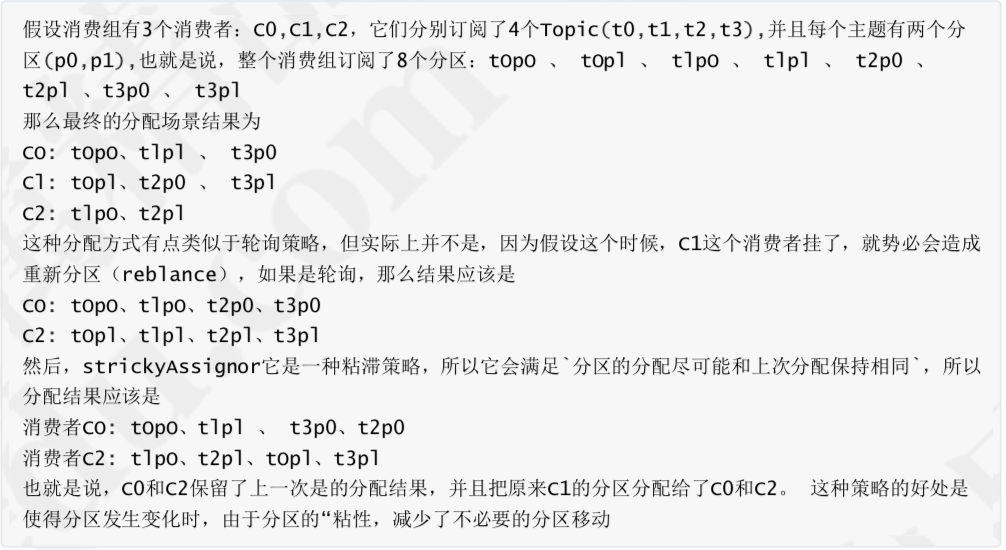 假设消费组有3个消费者：C0,C1,C2，它们分别订阅了4个Topic(t0,t1,t2,t3),并且每个主题有两个分
区(p0,p1),也就是说，整个消费组订阅了8个分区：tOpO 、 tOpl 、 tlpO 、 tlpl 、 t2p0 、
t2pl 、t3p0 、 t3pl
那么最终的分配场景结果为
CO: tOpO、tlpl 、 t3p0
Cl: tOpl、t2p0 、 t3pl
C2: tlpO、t2pl
这种分配方式有点类似于轮询策略，但实际上并不是，因为假设这个时候，C1这个消费者挂了，就势必会造成
重新分区（reblance），如果是轮询，那么结果应该是
CO: tOpO、tlpO、t2p0、t3p0
C2: tOpl、tlpl、t2pl、t3pl
然后，strickyAssignor它是一种粘滞策略，所以它会满足`分区的分配尽可能和上次分配保持相同`，所以
分配结果应该是
消费者CO: tOpO、tlpl 、 t3p0、t2p0
消费者C2: tlpO、t2pl、tOpl、t3pl
也就是说，C0和C2保留了上一次是的分配结果，并且把原来C1的分区分配给了C0和C2。 这种策略的好处是
使得分区发生变化时，由于分区的“粘性，减少了不必要的分区移动